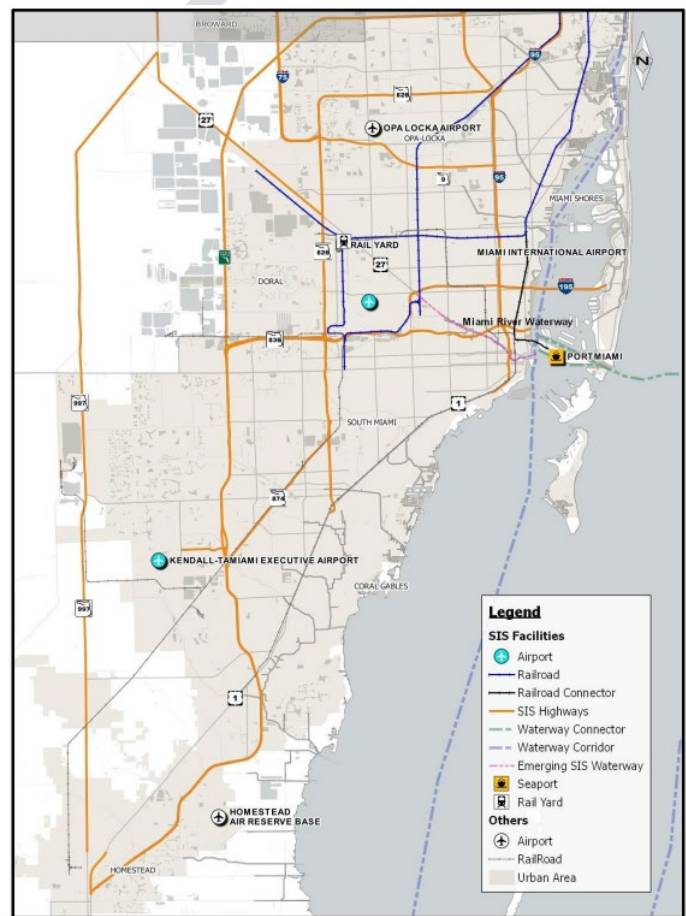 BROWARD
95
75
826
27
OPA LOCKA AIRPORT
OPA-LOCKA
9
95
MIAMI SHORES
RAIL YARD
826
MIAMI INTERNATIONAL AIRPORT
27
DORAL
195
Miami River Waterway
836
PORTMIAMI
997
1
SOUTH MIAMI
874
KENDALL-TAMIAMI EXECUTIVE AIRPORT
CORAL GABLES
997
1
HOMESTEAD
AIR RESERVE BASE
HOMESTEAD
N
Legend
SIS Facilities
Airport
Railroad
Railroad Connector
SIS Highways
Waterway Connector
Waterway Corridor
Emerging SIS Waterway
Seaport
Rail Yard
Others
Airport
RailRoad
Urban Area